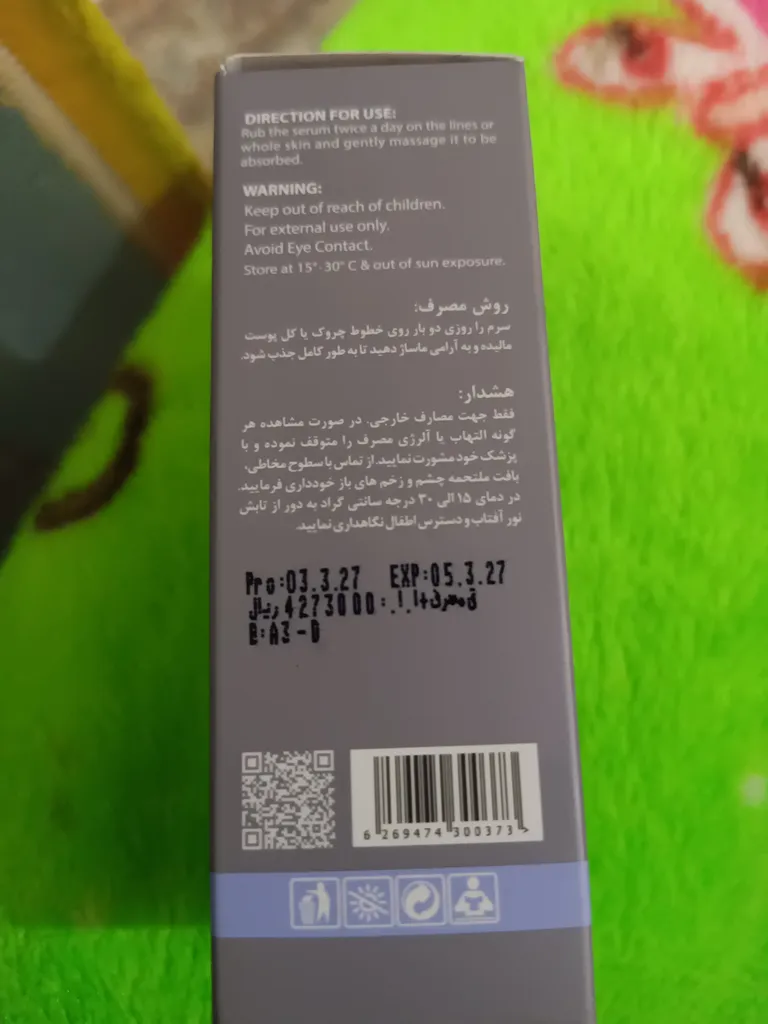 DIRECTION FOR USE:
Rub the serum twice a day on the lines or
whole skin and gently massage it to be
absorbed.
WARNING:
Keep out of reach of children.
For external use only.
Avoid Eye Contact.
Store at 15°-30° C & out of sun exposure.
روش مصرف:
سرم را روزی دو بار روی خطوط چروک یا کل پوست
مالیده و به آرامی ماساژ دهید تا به طور کامل جذب شود.
هشدار:
فقط جهت مصارف خارجی. در صورت مشاهده هر
گونه التهاب یا آلرژی مصرف را متوقف نموده و با
پزشک خود مشورت نمایید. از تماس با سطوح مخاطی،
بافت ملتحمه چشم و زخم های باز خودداری فرمایید.
در دمای ۱۵ الی ۳۰ درجه سانتی گراد به دور از تابش
نور آفتاب و دسترس اطفال نگاهداری نمایید.
Pro:03.3.27 EXP:05.3.27
ق مصرف+ا.ا.: 4273000 ریال
B:A3-D
6 269474 300373 >